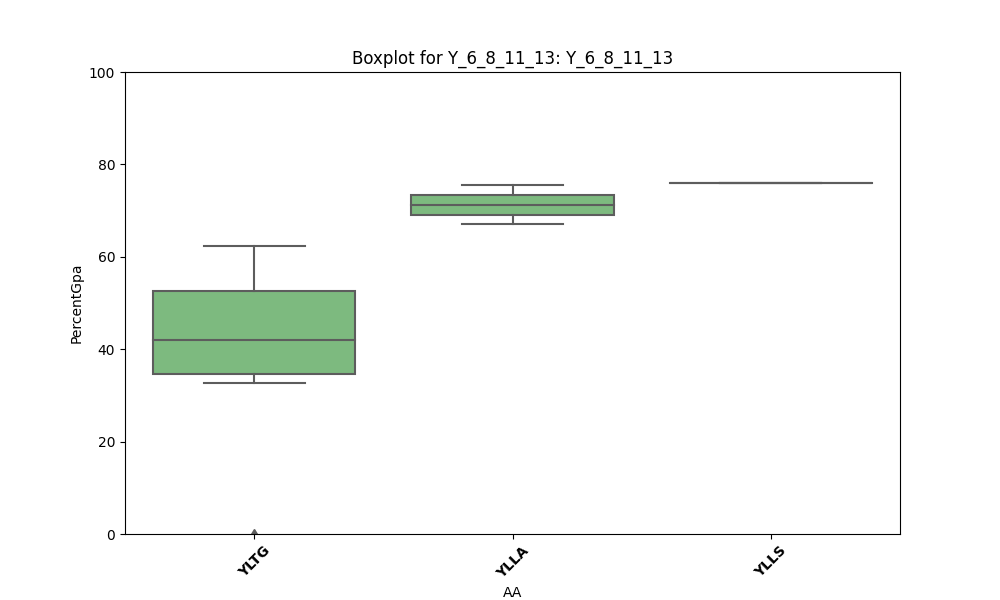 Boxplot for Y_6_8_11_13: Y_6_8_11_13
100
80
60
40
20
0
PercentGpa
YLTG
YLLA
YLLS
AA